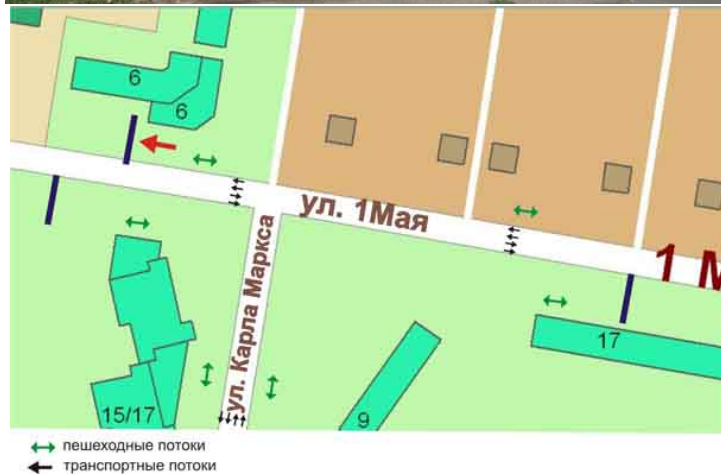 6
6
ул. 1Мая
1 М
ул. Карла Маркса
17
15/17
9
пешеходные потоки
транспортные потоки